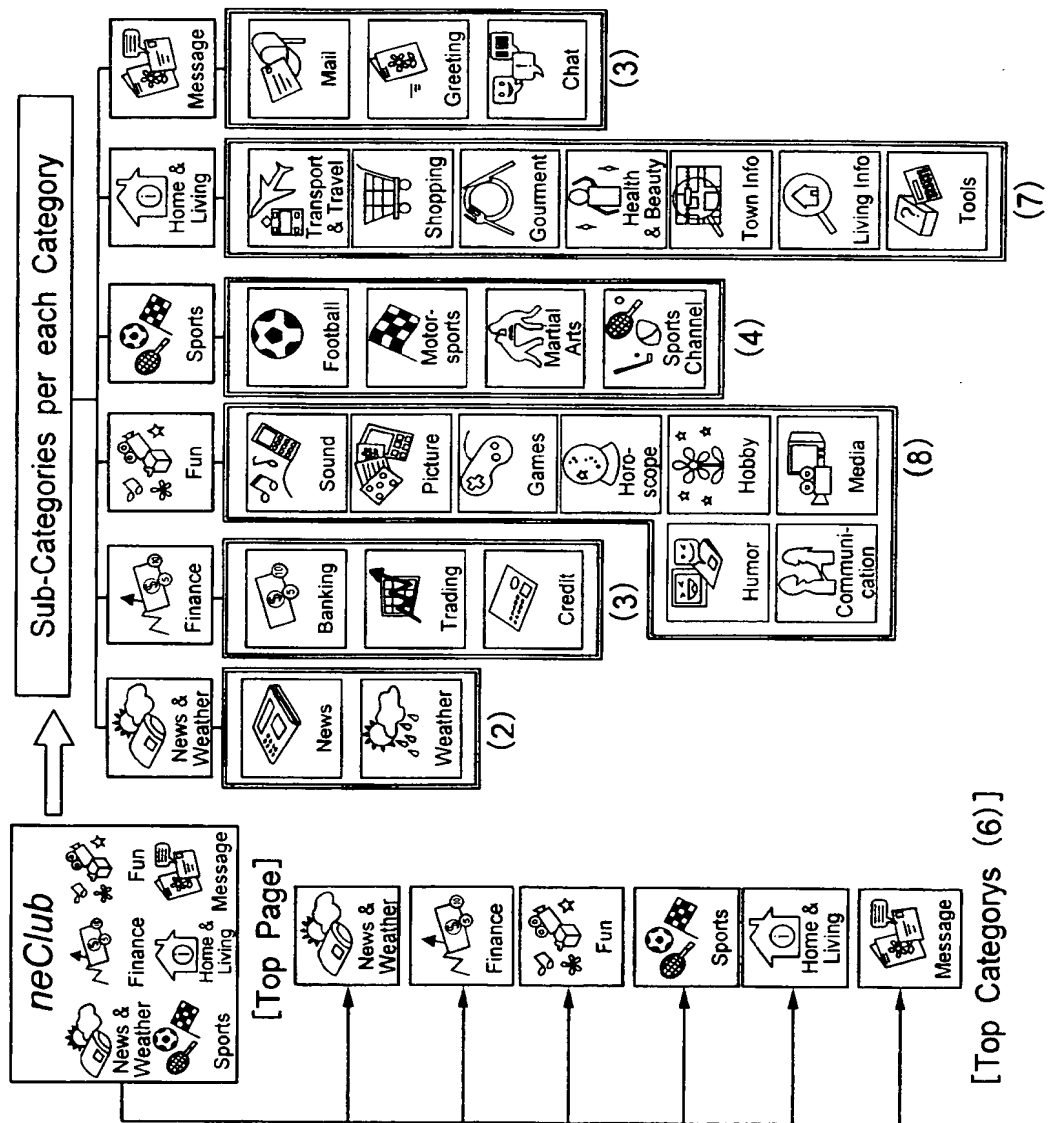 neClub
News &
Weather
Finance
Fun
Sports
Home &
Living
Message
[Top Page]
Sub-Categories per each Category
News &
Weather
News
Weather
(2)
Finance
Banking
Trading
Credit
(3)
Fun
Sound
Picture
Games
Horo-
scope
Hobby
Media
Humor
Communi-
cation
(8)
Sports
Football
Motor-
sports
Martial
Arts
Sports
Channel
(4)
Home &
Living
Transport
& Travel
Shopping
Gourment
Health
& Beauty
Town Info
Living Info
Tools
(7)
Message
Mail
Greeting
Chat
(3)
News &
Weather
Finance
Fun
Sports
Home &
Living
Message
[Top Categorys (6)]